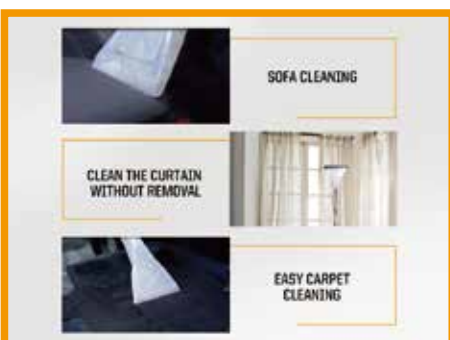 SOFA CLEANING
CLEAN THE CURTAIN
WITHOUT REMOVAL
EASY CARPET
CLEANING